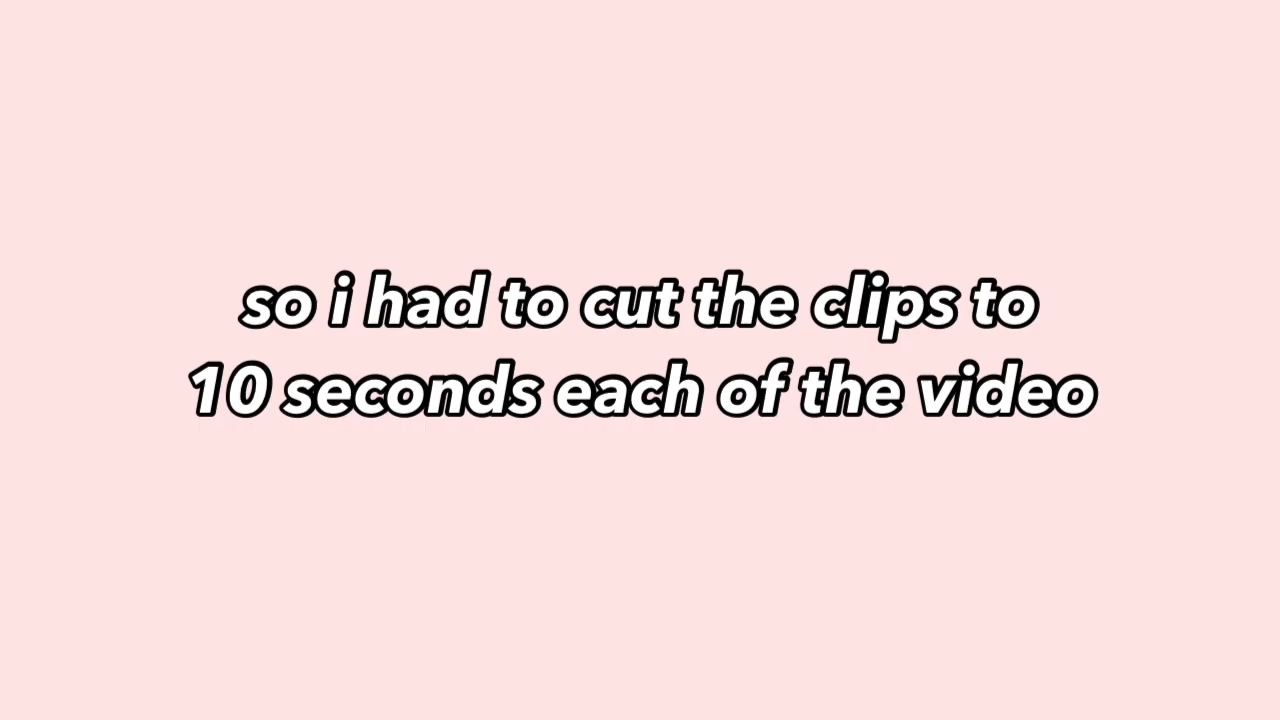 so i had to cut the clips to
10 seconds each of the video